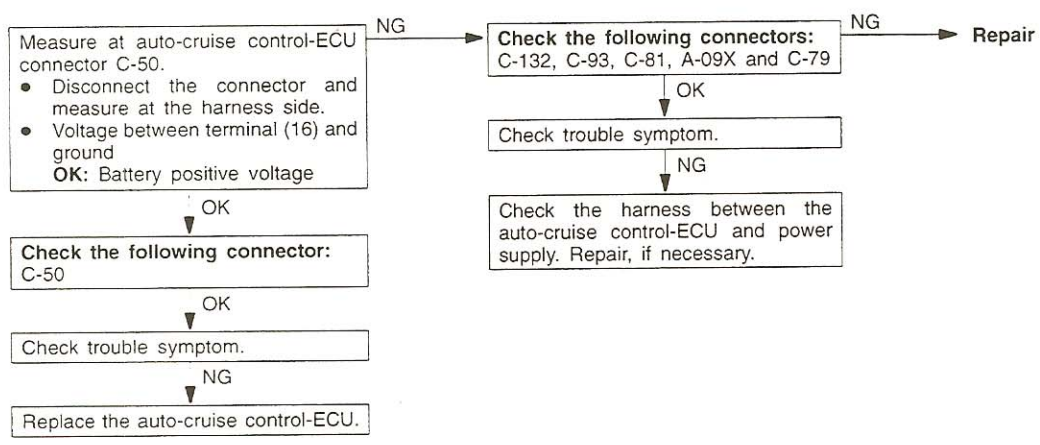 Measure at auto-cruise control-ECU
connector C-50.
● Disconnect the connector and
measure at the harness side.
● Voltage between terminal (16) and
ground
OK: Battery positive voltage
NG
Check the following connectors:
C-132, C-93, C-81, A-09X and C-79
NG
Repair
OK
Check trouble symptom.
NG
Check the harness between the
auto-cruise control-ECU and power
supply. Repair, if necessary.
OK
Check the following connector:
C-50
OK
Check trouble symptom.
NG
Replace the auto-cruise control-ECU.